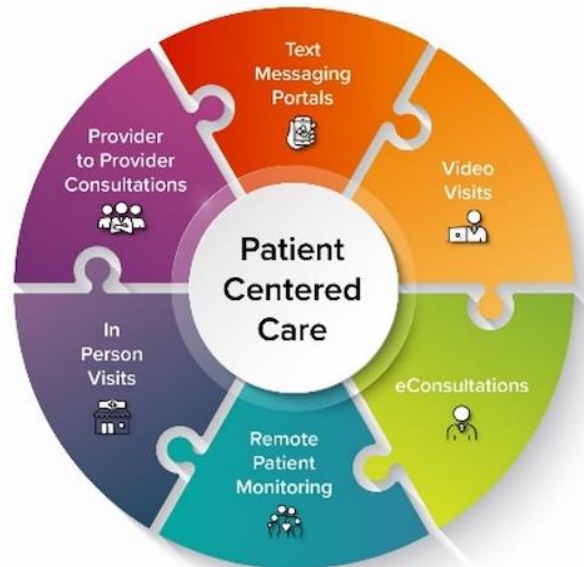 Text
Messaging
Portals
Video
Visits
eConsultations
Remote
Patient
Monitoring
In
Person
Visits
Provider
to Provider
Consultations
Patient
Centered
Care